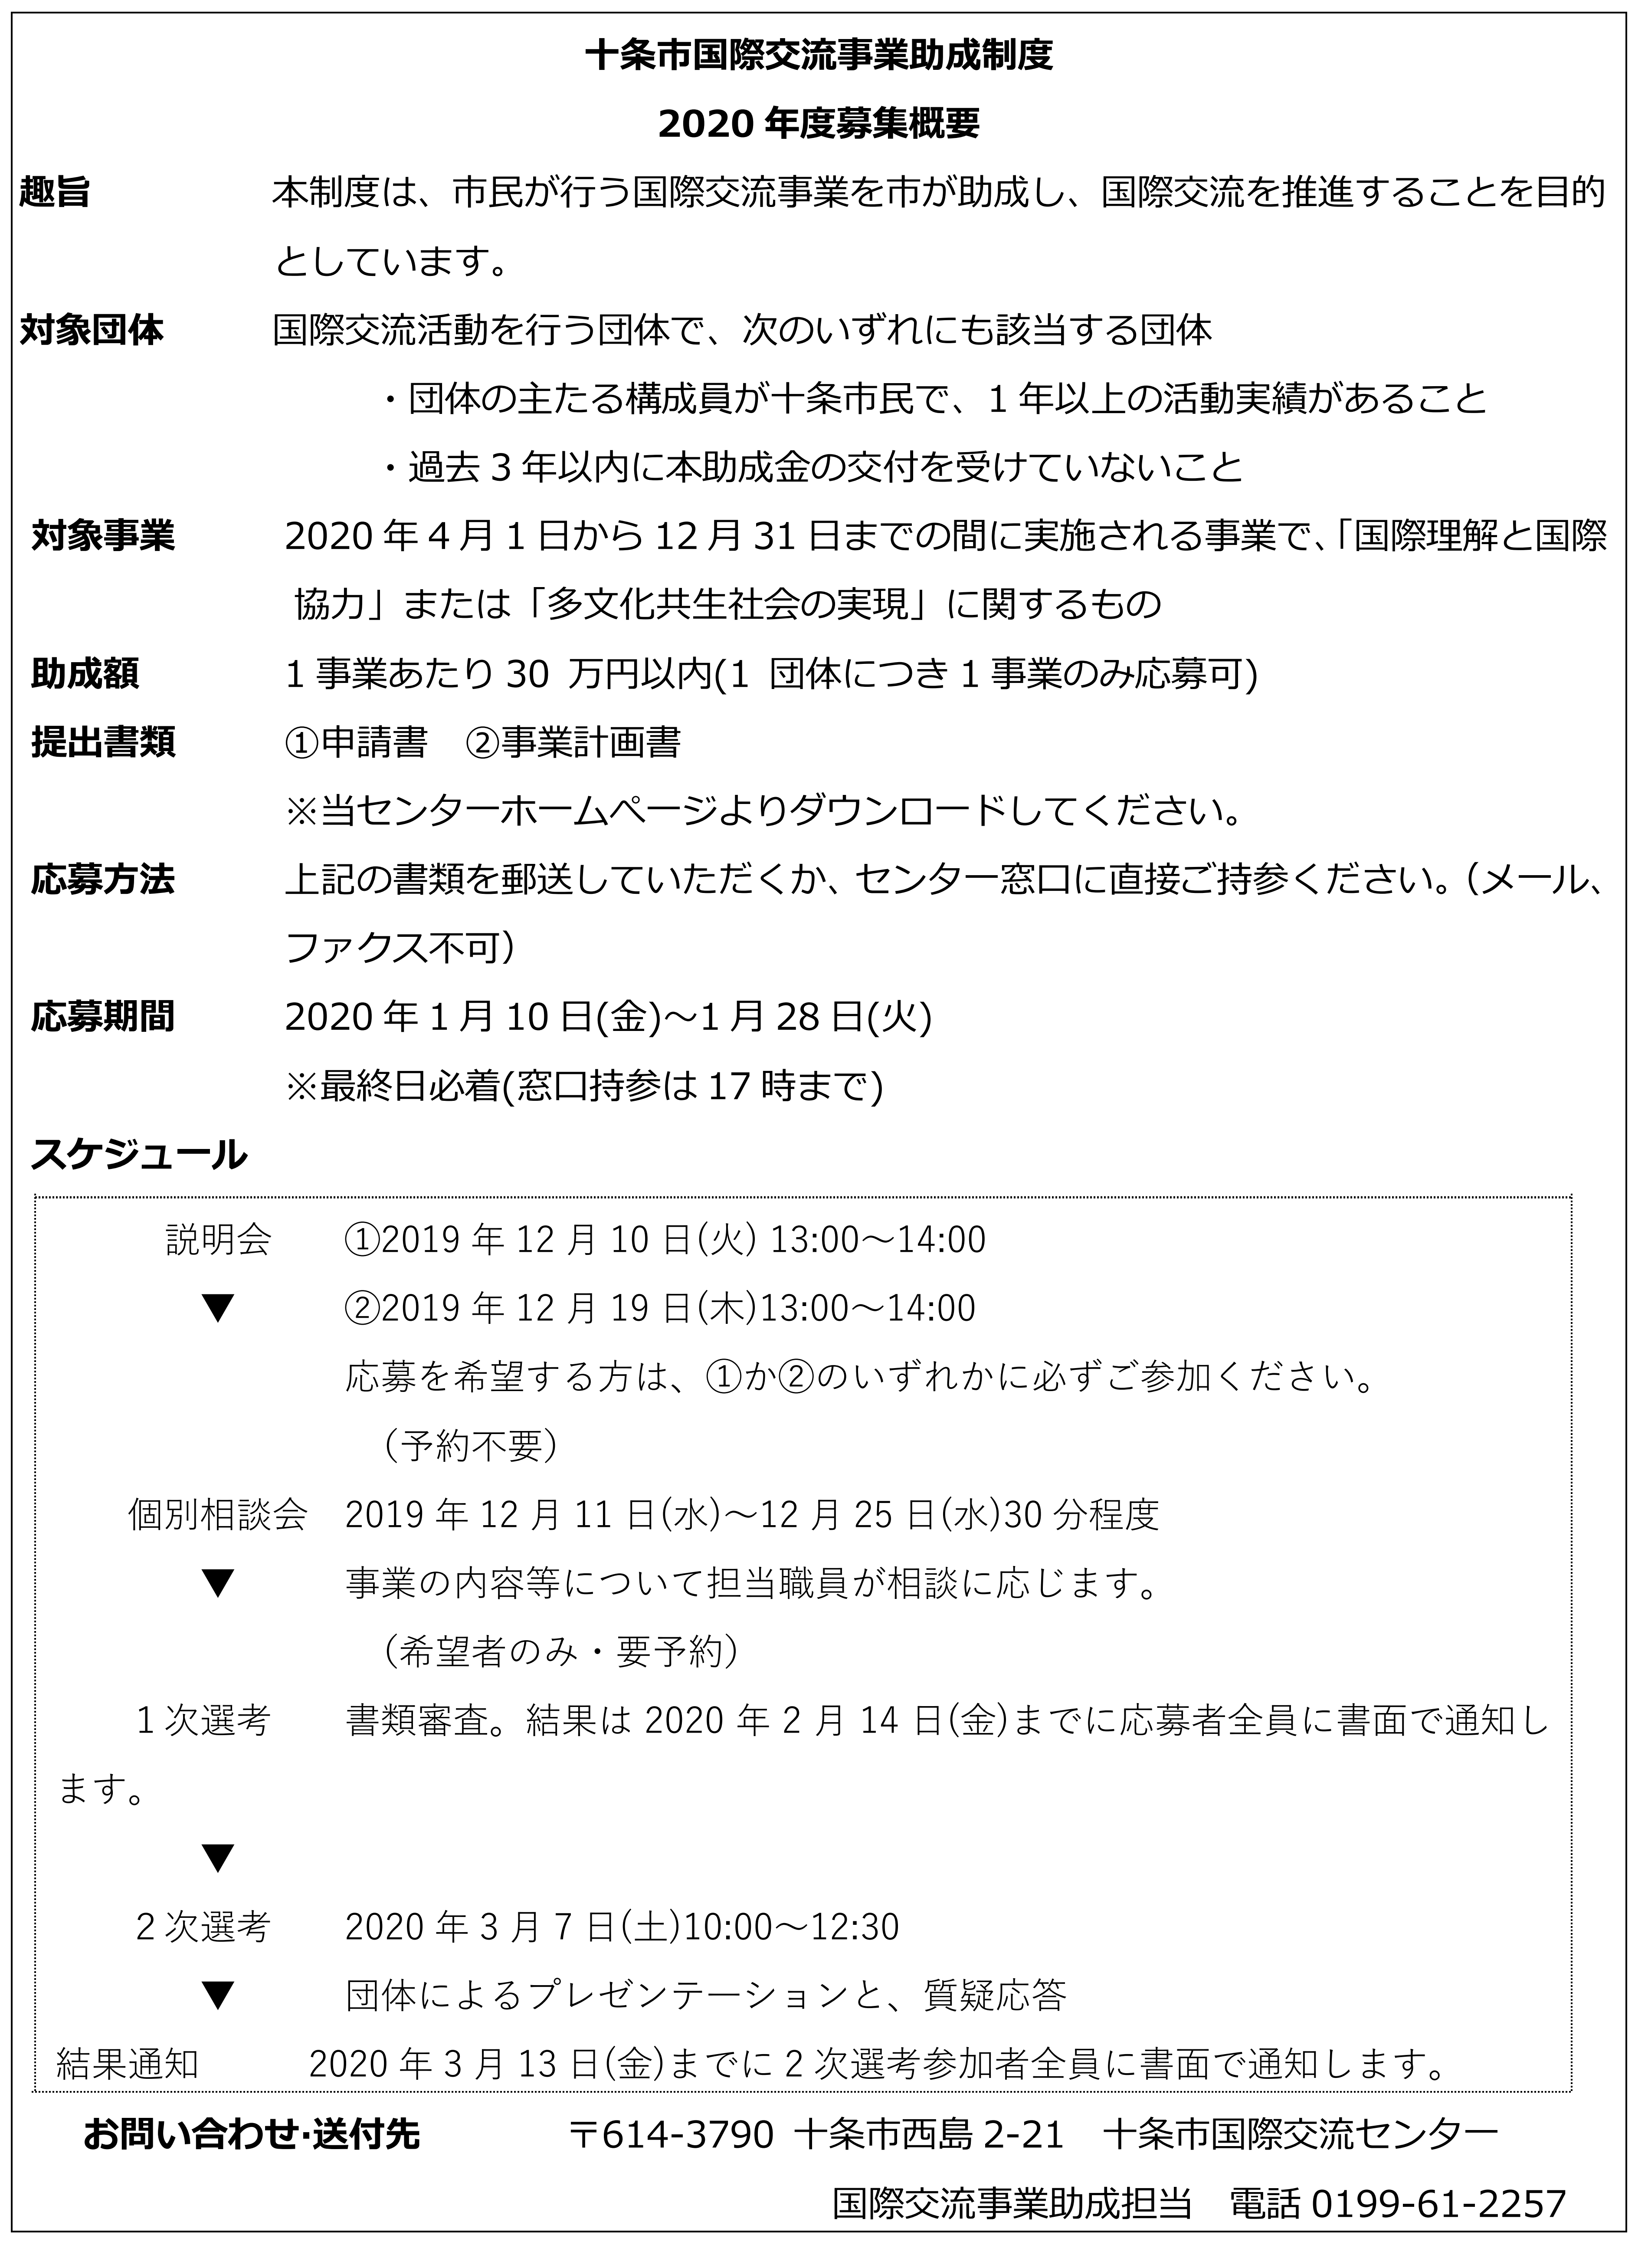 十条市国際交流事業助成制度
2020 年度募集概要
趣旨 本制度は、市民が行う国際交流事業を市が助成し、国際交流を推進することを目的
としています。
対象団体 国際交流活動を行う団体で、次のいずれにも該当する団体
・団体の主たる構成員が十条市民で、1 年以上の活動実績があること
・過去 3 年以内に本助成金の交付を受けていないこと
対象事業 2020 年 4 月 1 日から 12 月 31 日までの間に実施される事業で、「国際理解と国際
協力」または「多文化共生社会の実現」に関するもの
助成額 1 事業あたり 30 万円以内(1 団体につき 1 事業のみ応募可)
提出書類 ①申請書 ②事業計画書
※当センターホームページよりダウンロードしてください。
応募方法 上記の書類を郵送していただくか、センター窓口に直接ご持参ください。（メール、
ファクス不可）
応募期間 2020 年 1 月 10 日(金)～1 月 28 日(火)
※最終日必着(窓口持参は 17 時まで)
スケジュール
説明会 ①2019 年 12 月 10 日(火) 13:00～14:00
▼ ②2019 年 12 月 19 日(木)13:00～14:00
応募を希望する方は、①か②のいずれかに必ずご参加ください。
（予約不要）
個別相談会 2019 年 12 月 11 日(水)～12 月 25 日(水)30 分程度
▼ 事業の内容等について担当職員が相談に応じます。
（希望者のみ・要予約）
1 次選考 書類審査。結果は 2020 年 2 月 14 日(金)までに応募者全員に書面で通知し
ます。
▼
2 次選考 2020 年 3 月 7 日(土)10:00～12:30
▼ 団体によるプレゼンテーションと、質疑応答
結果通知 2020 年 3 月 13 日(金)までに 2 次選考参加者全員に書面で通知します。
お問い合わせ·送付先 〒614-3790 十条市西島 2-21 十条市国際交流センター
国際交流事業助成担当 電話 0199-61-2257